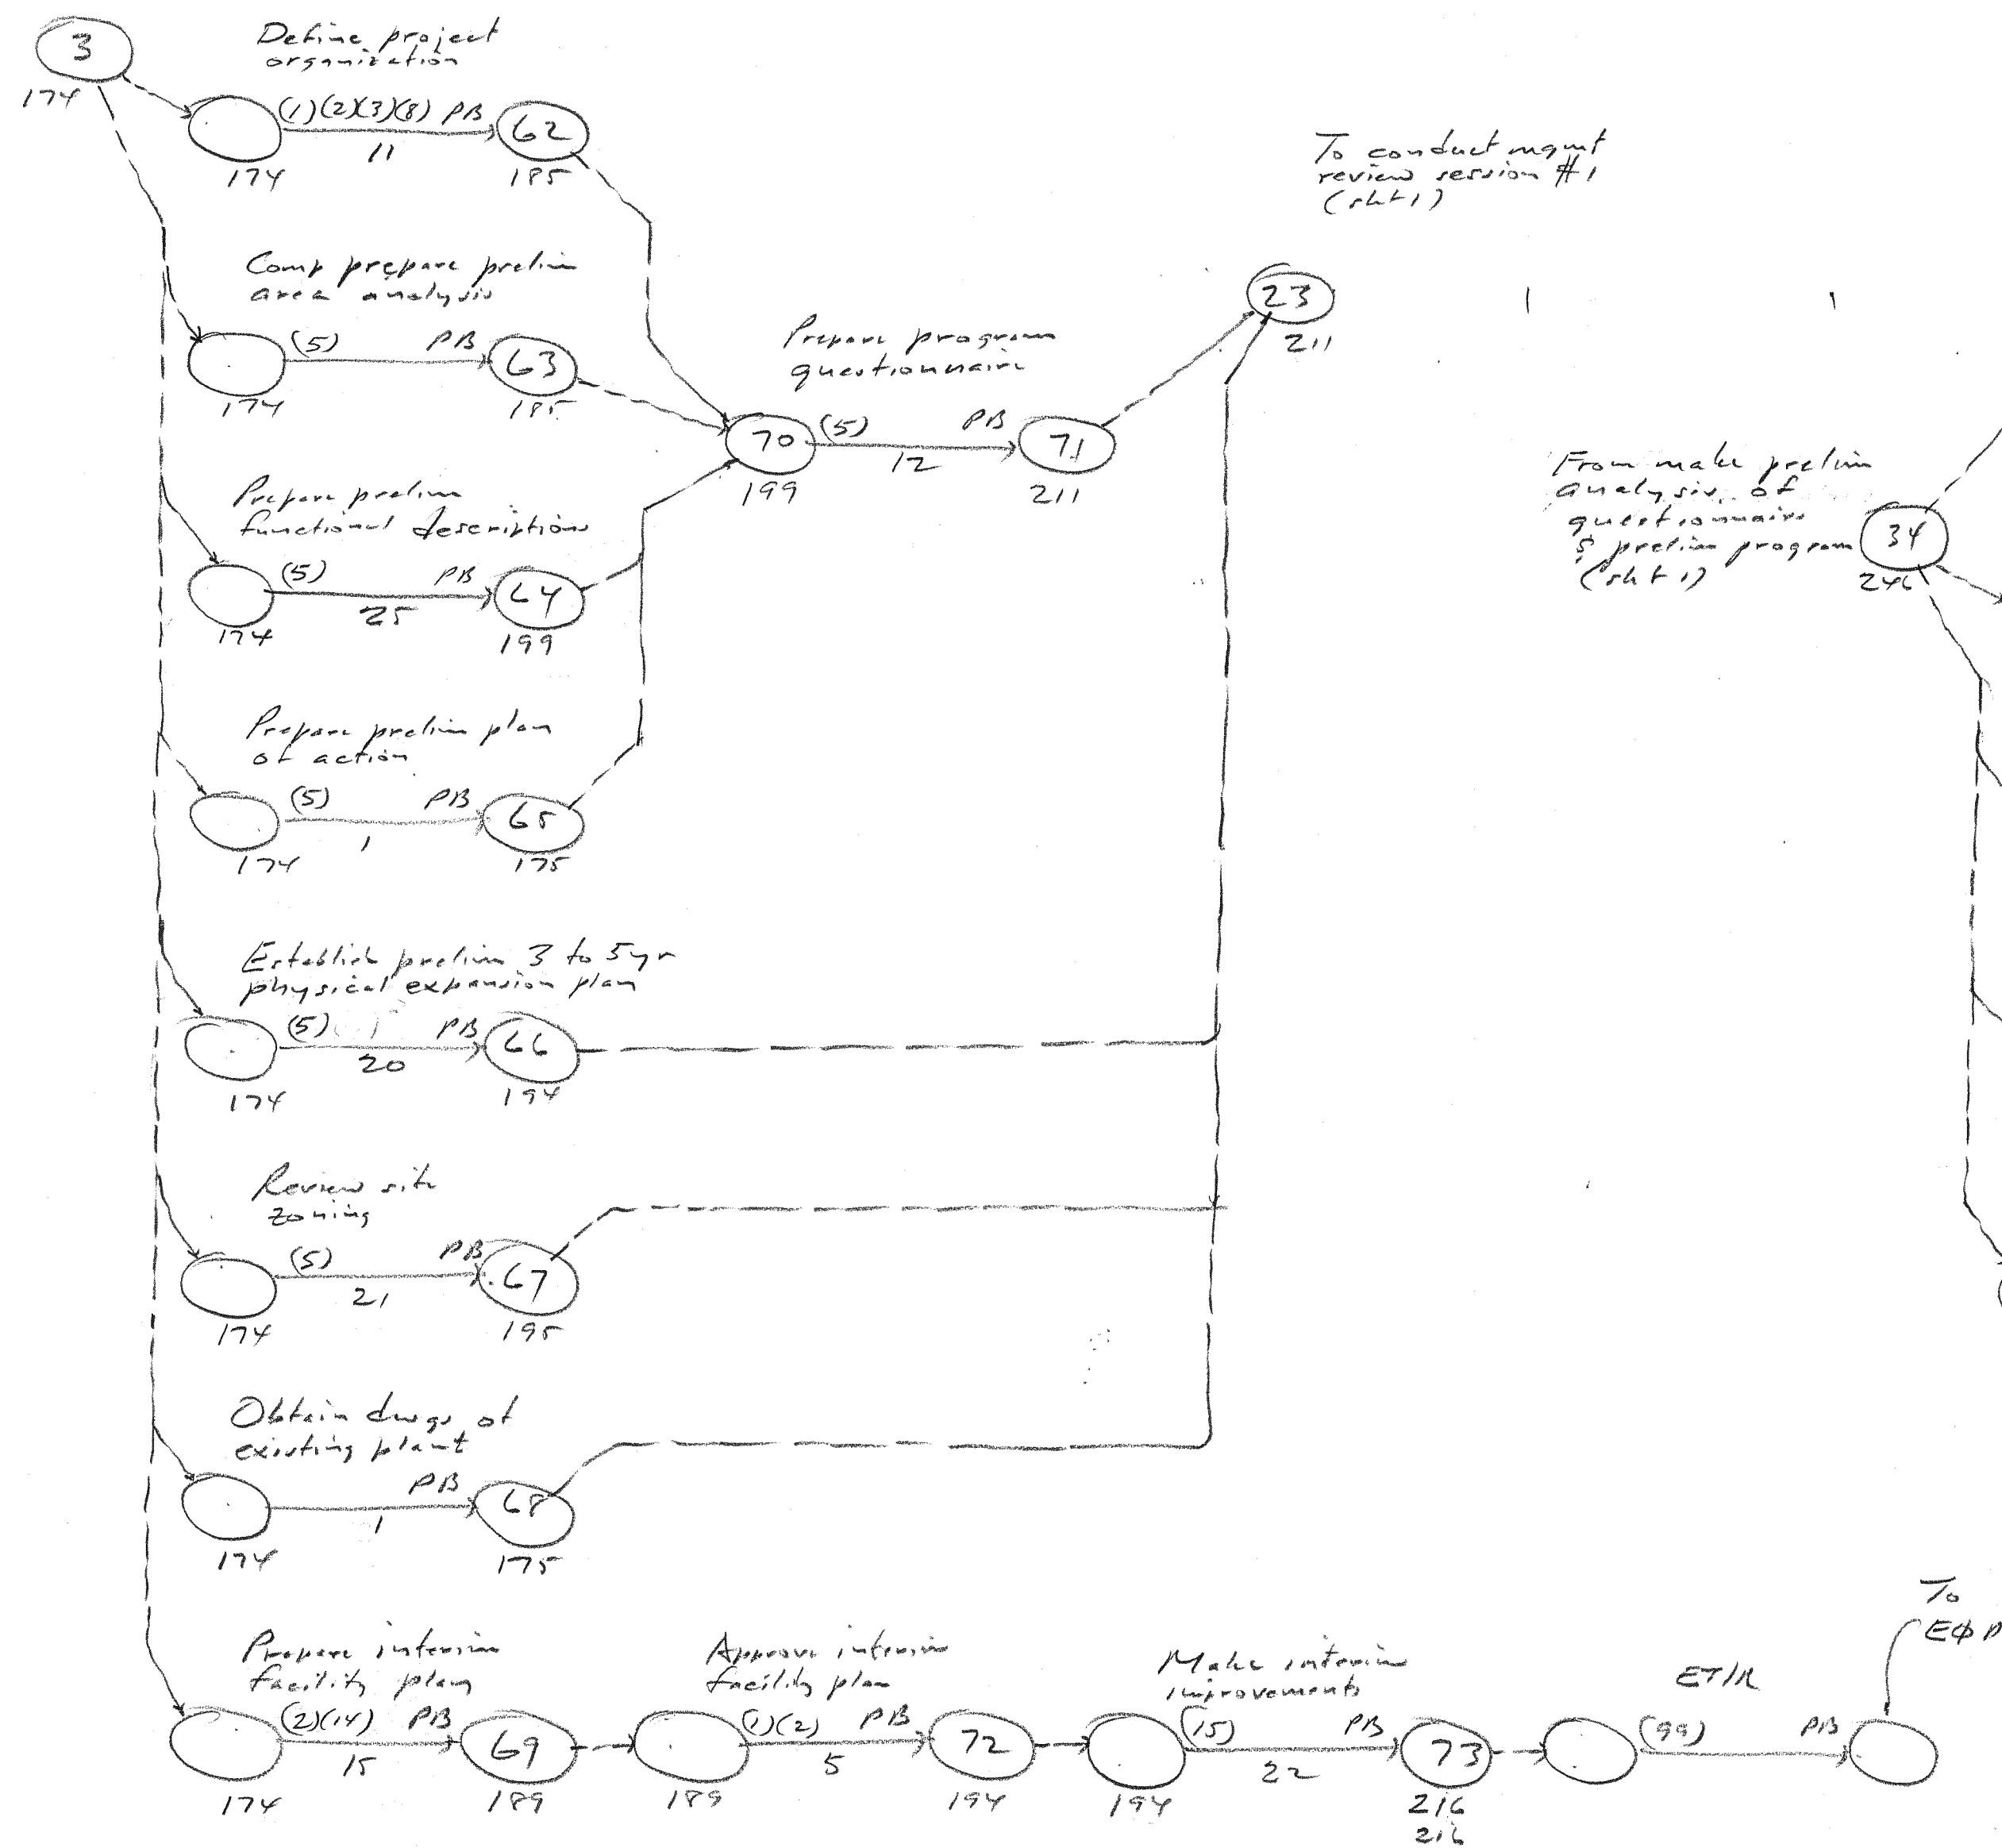 3
174
Define project
organization
(1)(2)(3)(8) PB
11
174
62
185
To conduct mgmt
review session #1
(sht 1)
23
211
Comp prepare prelim
area analysis
(5) PB
174
63
185
Prepare program
questionnaire
70
(5) PB
12
71
199
211
Prepare prelim
functional descriptions
(5) PB
25
174
64
199
From make prelim
analysis of
questionnaire
& prelim program
(sht 1)
34
246
Prepare prelim plan
of action
(5) PB
1
174
65
175
Establish prelim 3 to 5 yr
physical expansion plan
(5) PB
20
174
66
194
Review site
zoning
(5) PB
21
174
67
195
Obtain dwgs of
existing plant
PB
1
174
68
175
Prepare interim
facility plan
(2)(14) PB
15
174
69
189
Approve interim
facility plan
(1)(2) PB
5
189
72
194
Make interim
improvements
(15) PB
22
194
73
216
216
ET/R
(99) PB
To
EΦP